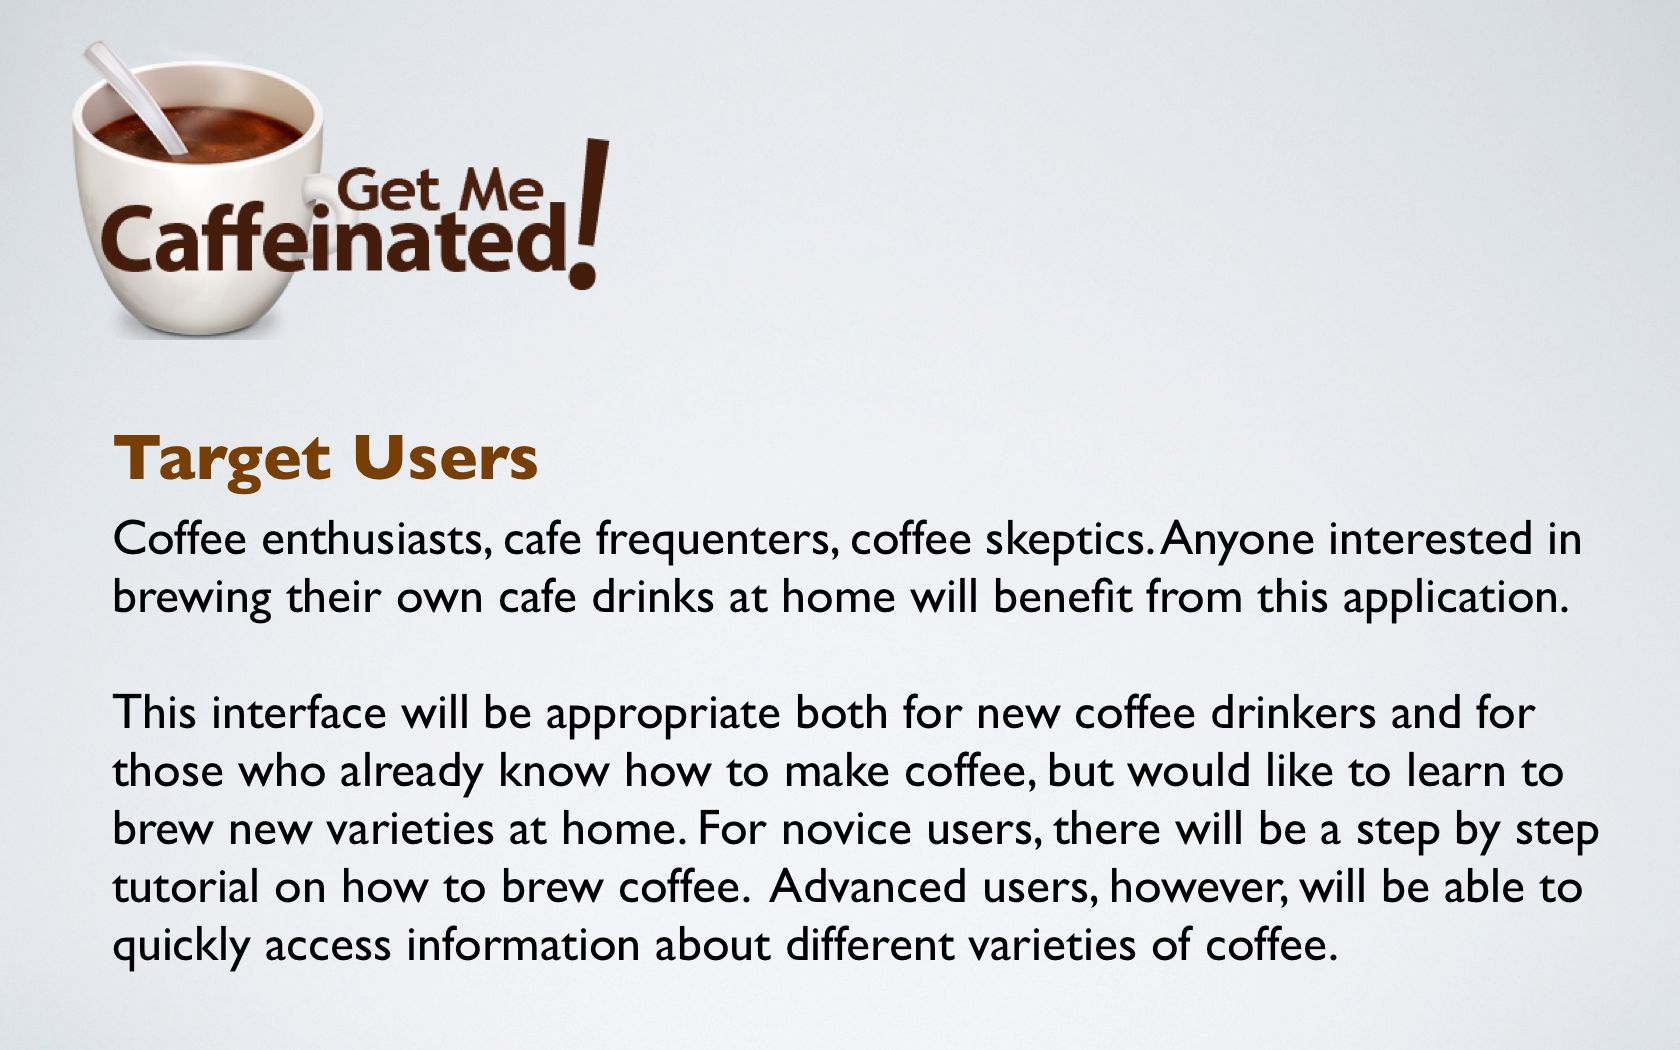 Get Me
Caffeinated!
Target Users
Coffee enthusiasts, cafe frequenters, coffee skeptics. Anyone interested in
brewing their own cafe drinks at home will benefit from this application.
This interface will be appropriate both for new coffee drinkers and for
those who already know how to make coffee, but would like to learn to
brew new varieties at home. For novice users, there will be a step by step
tutorial on how to brew coffee.  Advanced users, however, will be able to
quickly access information about different varieties of coffee.